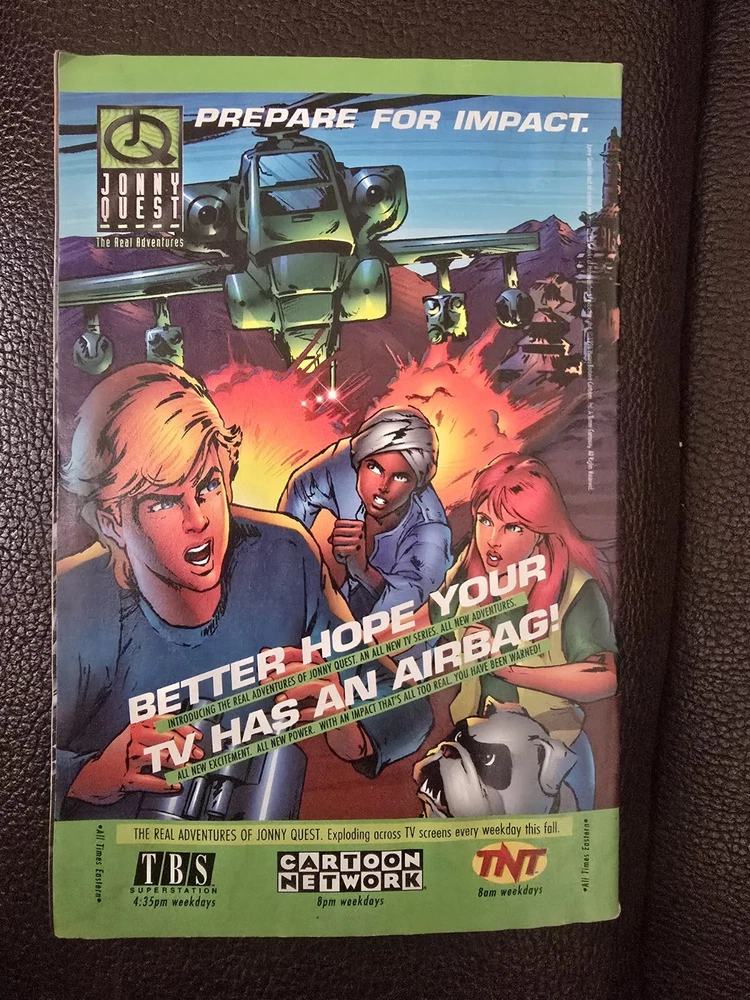 PREPARE FOR IMPACT.
JQ
JONNY
QUEST
The Real Adventures
BETTER HOPE YOUR
INTRODUCING THE REAL ADVENTURES OF JONNY QUEST. AN ALL NEW TV SERIES. ALL NEW ADVENTURES.
TV HAS AN AIRBAG!
ALL NEW EXCITEMENT. ALL NEW POWER. WITH AN IMPACT THAT'S ALL TOO REAL. YOU HAVE BEEN WARNED!
THE REAL ADVENTURES OF JONNY QUEST. Exploding across TV screens every weekday this fall.
*All Times Eastern*
TBS
SUPERSTATION
4:35pm weekdays
CARTOON
NETWORK
8pm weekdays
TNT
8am weekdays
*All Times Eastern*